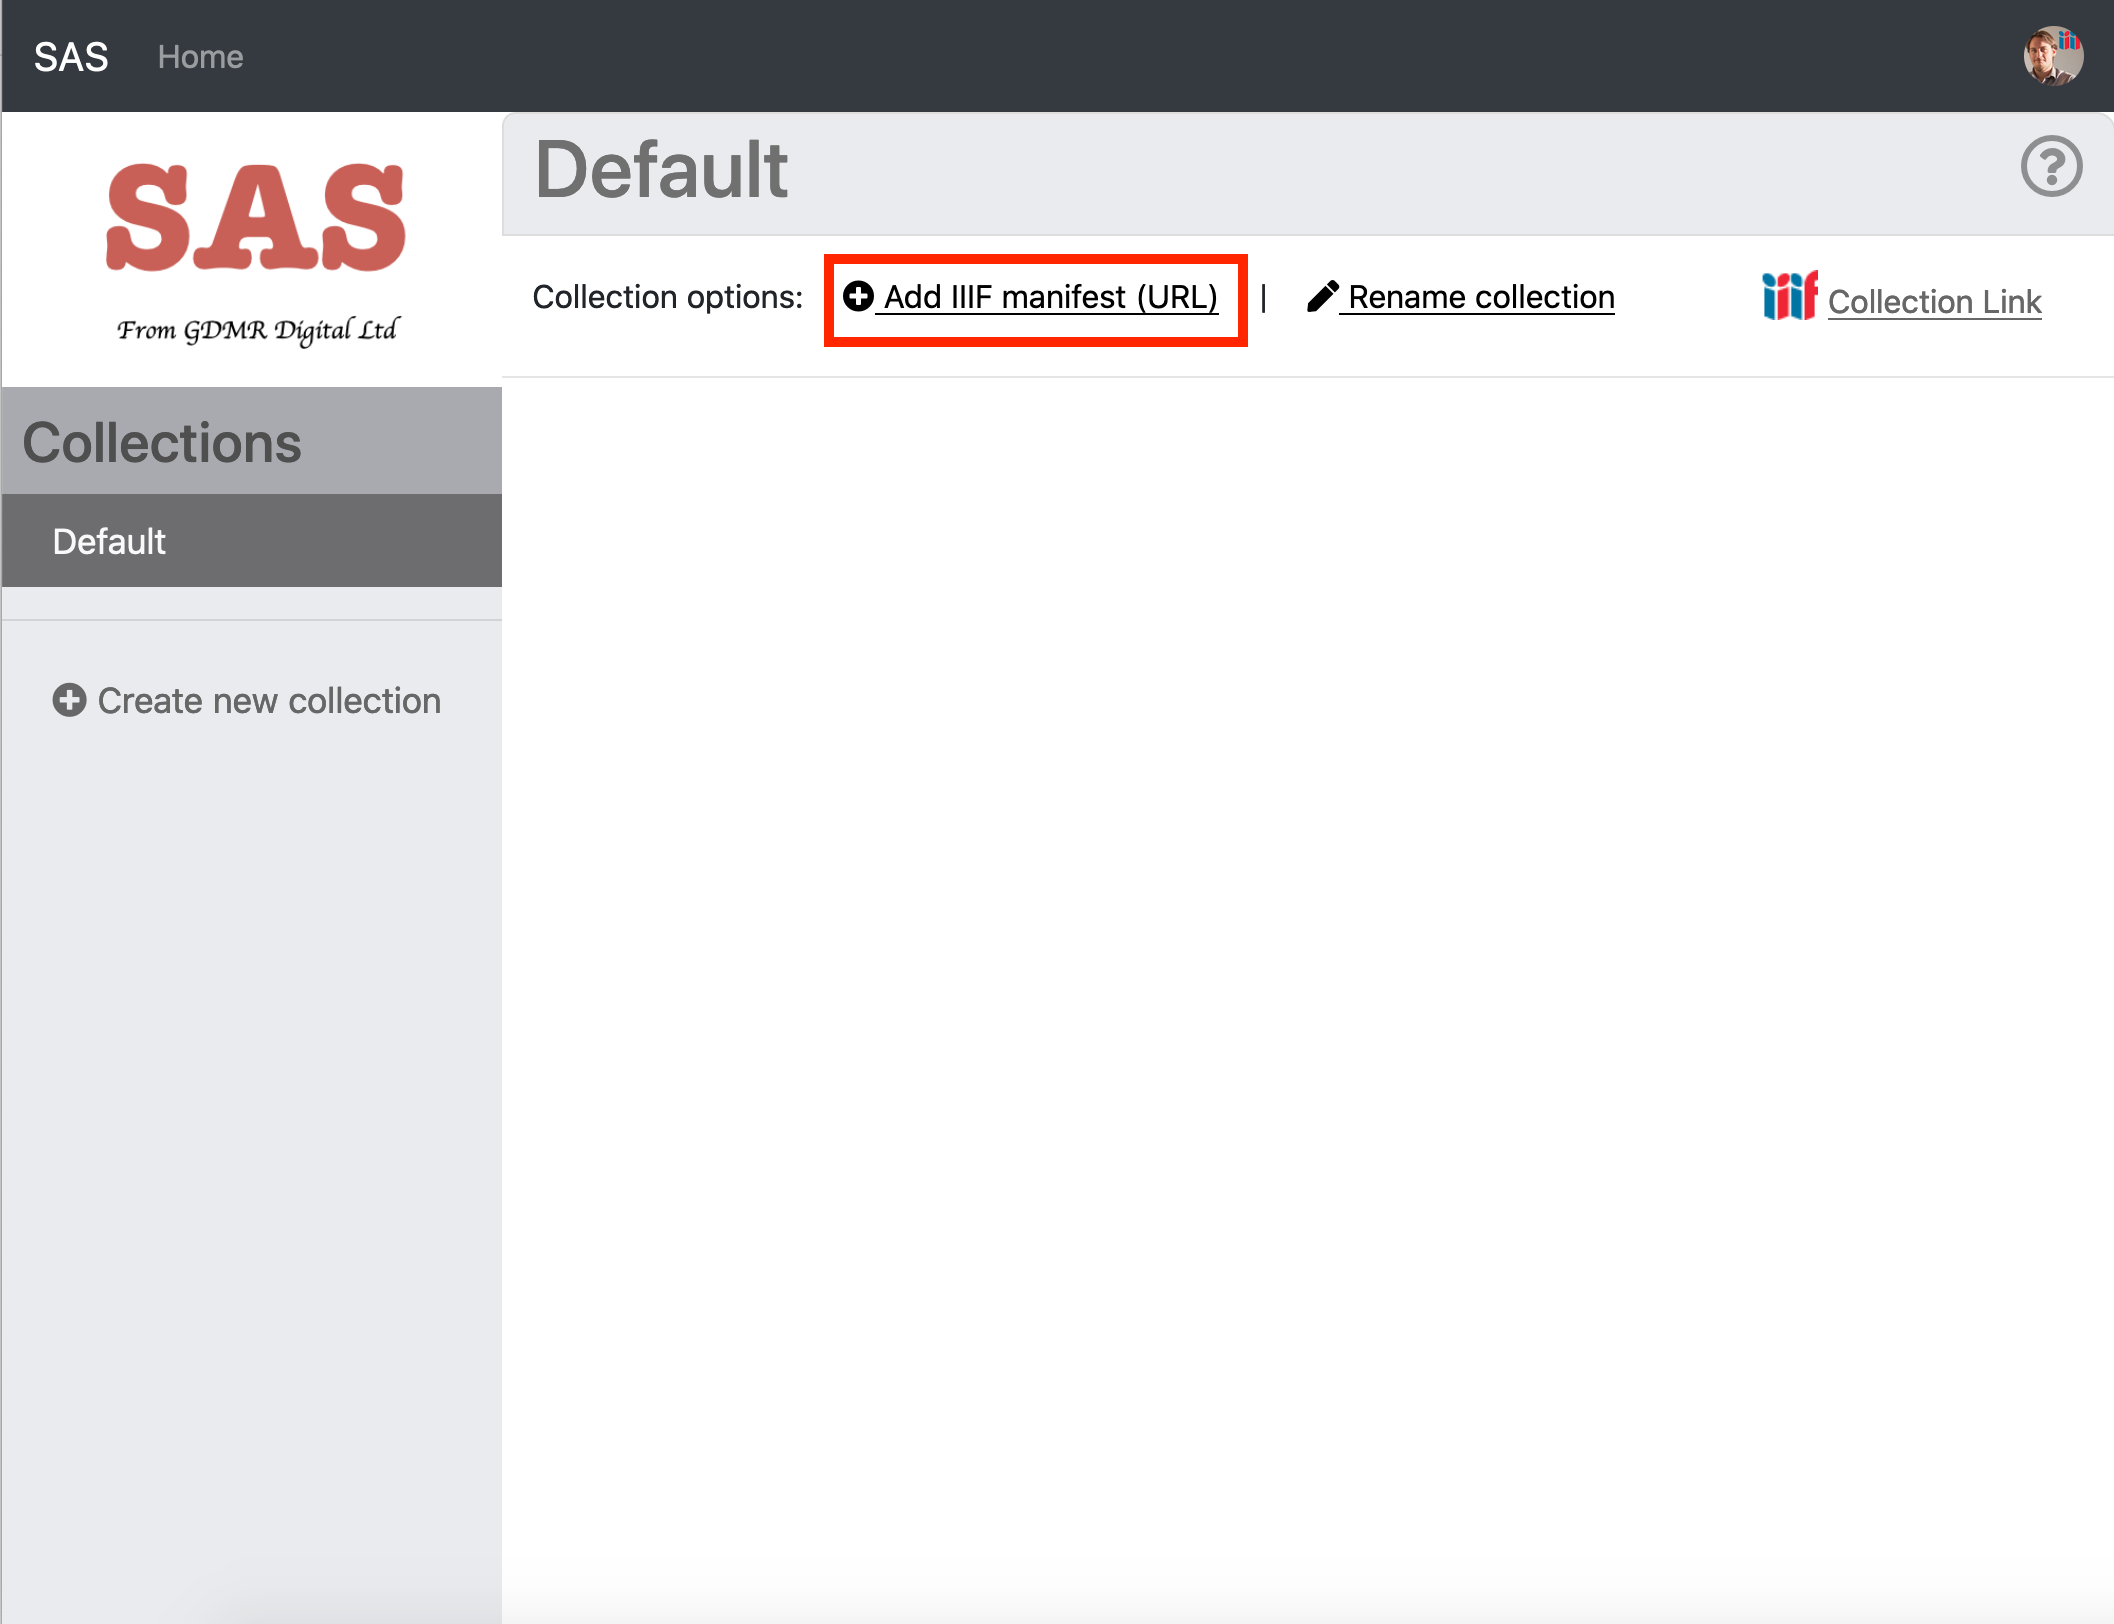 SAS Home
SAS
From GDMR Digital Ltd
Collections
Default
Create new collection
Default
Collection options: Add IIIF manifest (URL) | Rename collection
iiif Collection Link